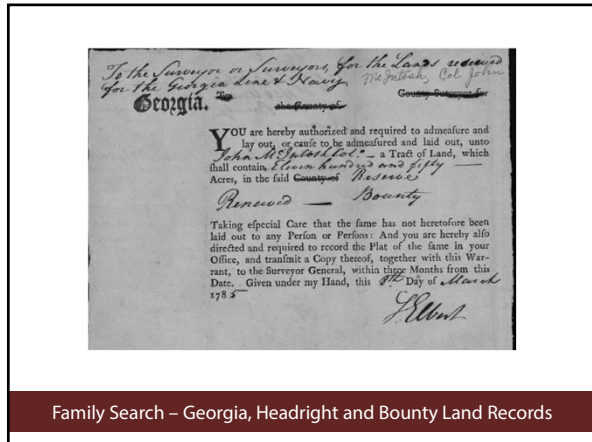 To the Surveyor or Surveyors, for the Lands reserved
for the Georgia Line & Navy
McIntosh, Col John
Georgia. To the County of County Surveyor for
YOU are hereby authorized and required to admeasure and
lay out, or cause to be admeasured and laid out, unto
John McIntosh Colo. — a Tract of Land, which
shall contain Eleven hundred and fifty —
Acres, in the said County of Reserve
Renewed — Bounty
Taking eſpecial Care that the ſame has not heretofore been
laid out to any Perſon or Perſons: And you are hereby alſo
directed and required to record the Plat of the ſame in your
Office, and tranſmit a Copy thereof, together with this War-
rant, to the Surveyor General, within three Months from this
Date. Given under my Hand, this 8th Day of March
1785
S. Elbert
Family Search – Georgia, Headright and Bounty Land Records